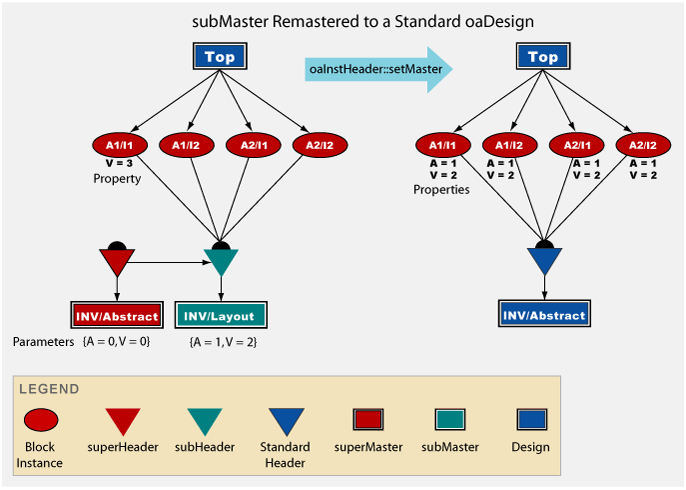 subMaster Remastered to a Standard oaDesign
Top
oaInstHeader::setMaster
Top
A1/I1
A1/I2
A2/I1
A2/I2
A1/I1
A1/I2
A2/I1
A2/I2
V = 3
A = 1
A = 1
A = 1
A = 1
Property
V = 2
V = 2
V = 2
V = 2
Properties
INV/Abstract
INV/Layout
INV/Abstract
Parameters {A = 0,V = 0} {A = 1,V = 2}
LEGEND
Block
Instance
superHeader
subHeader
Standard
Header
superMaster
subMaster
Design